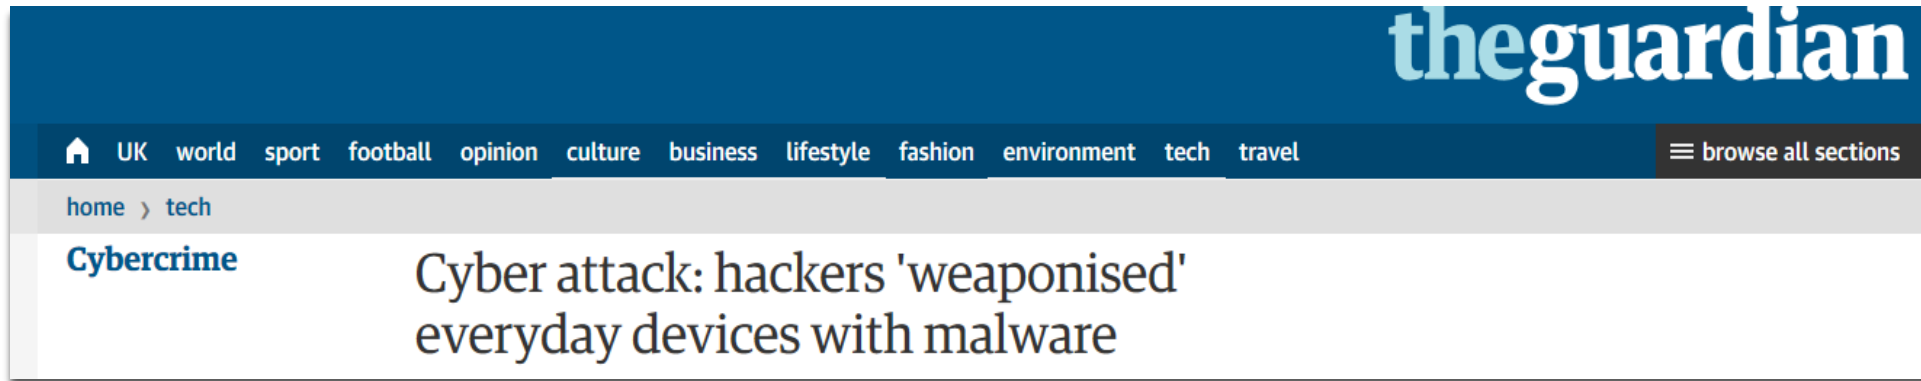 theguardian
UK world sport football opinion culture business lifestyle fashion environment tech travel browse all sections
home › tech
Cybercrime
Cyber attack: hackers 'weaponised'
everyday devices with malware